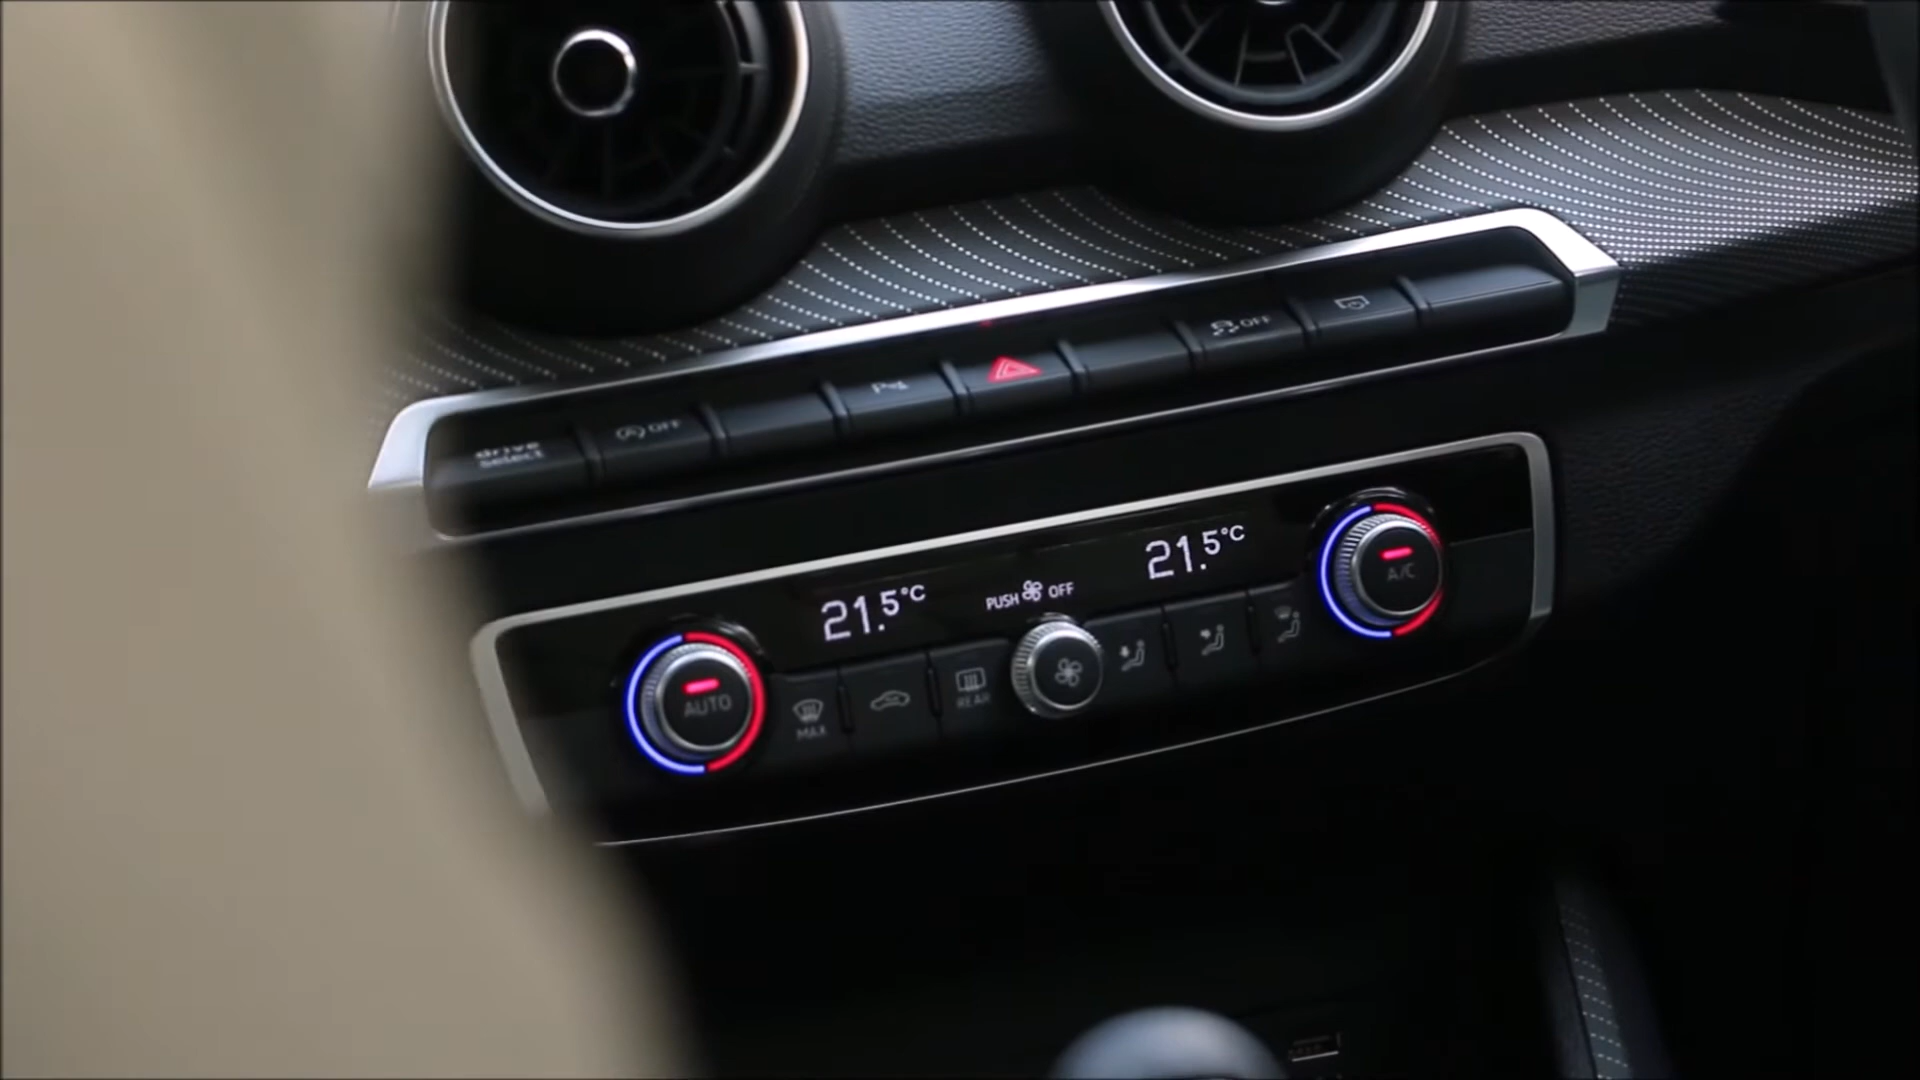 drive
select
OFF
P
OFF
21.5°C
PUSH OFF
21.5°C
A/C
AUTO
MAX
REAR